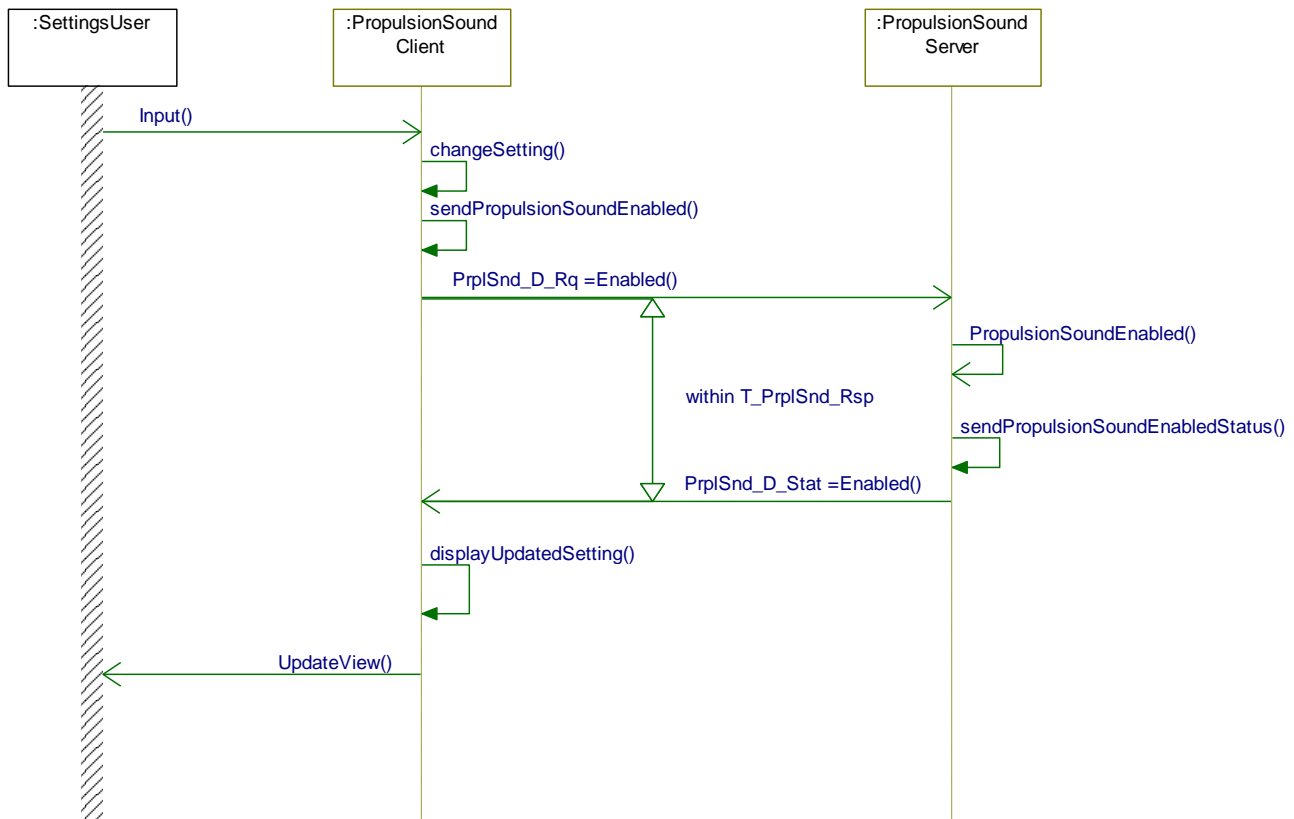 :SettingsUser
:PropulsionSound
Client
:PropulsionSound
Server
Input()
changeSetting()
sendPropulsionSoundEnabled()
PrplSnd_D_Rq =Enabled()
PropulsionSoundEnabled()
within T_PrplSnd_Rsp
sendPropulsionSoundEnabledStatus()
PrplSnd_D_Stat =Enabled()
displayUpdatedSetting()
UpdateView()